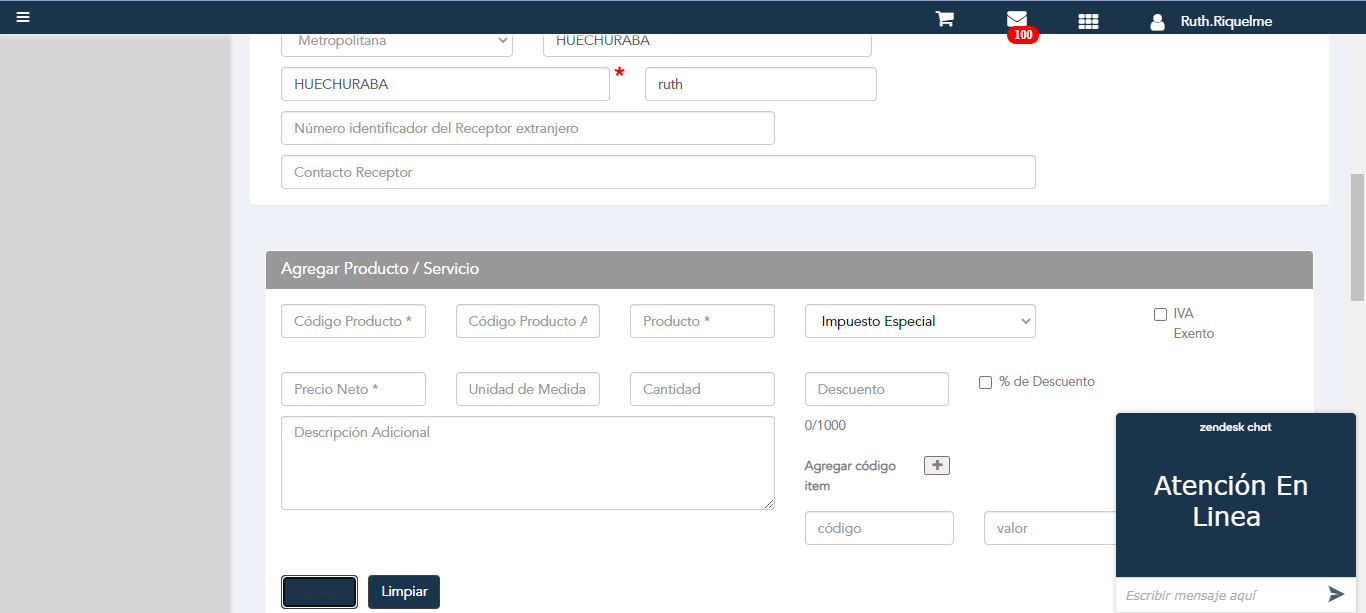 100
Ruth.Riquelme
Metropolitana
HUECHURABA
HUECHURABA *
ruth
Número identificador del Receptor extranjero
Contacto Receptor
Agregar Producto / Servicio
Código Producto *
Código Producto A
Producto *
Impuesto Especial
IVA
Exento
Precio Neto *
Unidad de Medida
Cantidad
Descuento
% de Descuento
Descripción Adicional
0/1000
Agregar código
item
código
valor
Agregar
Limpiar
zendesk chat
Atención En
Linea
Escribir mensaje aquí